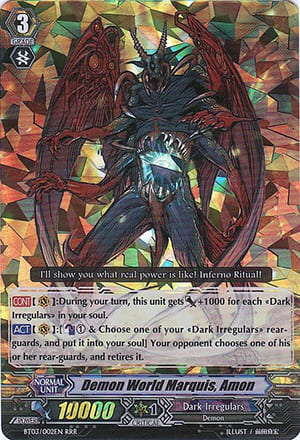 3
GRADE
I'll show you what real power is like! Inferno Ritual!
CONT 】:During your turn, this unit gets +1000 for each «Dark
Irregulars» in your soul.
ACT 】:[ 1 & Choose one of your «Dark Irregulars» rear-
guards, and put it into your soul] Your opponent chooses one of his
or her rear-guards, and retires it.
NORMAL
UNIT
Demon World Marquis, Amon
POWER
10000
1
CRITICAL
Dark Irregulars
Demon
BT03/002EN RRR
ILLUST /